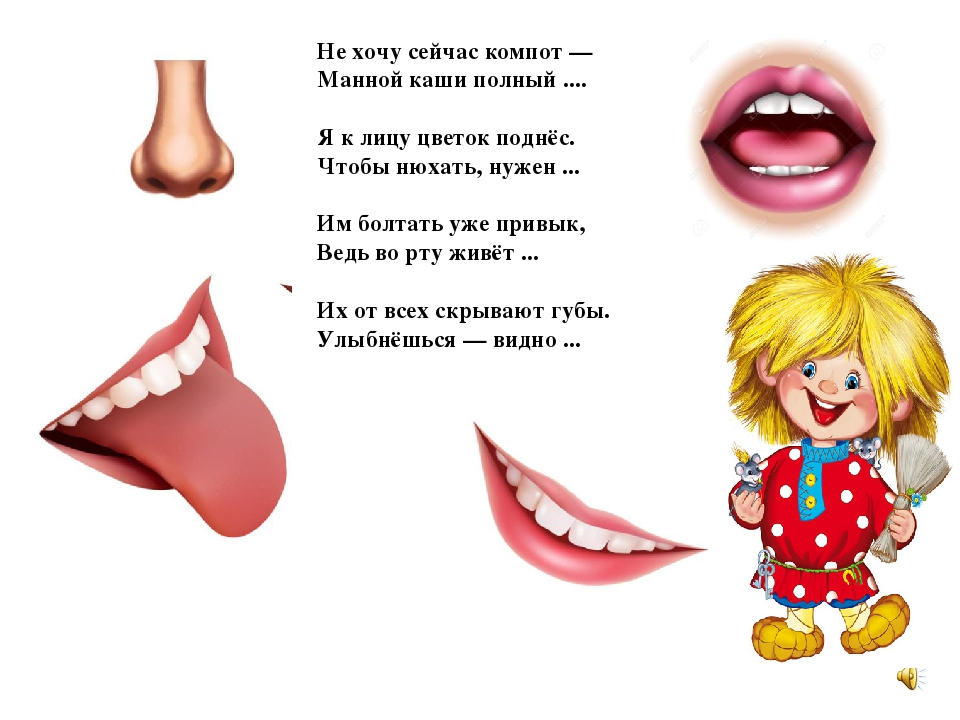 Не хочу сейчас компот —
Манной каши полный ....
Я к лицу цветок поднёс.
Чтобы нюхать, нужен ...
Им болтать уже привык,
Ведь во рту живёт ...
Их от всех скрывают губы.
Улыбнёшься — видно ...